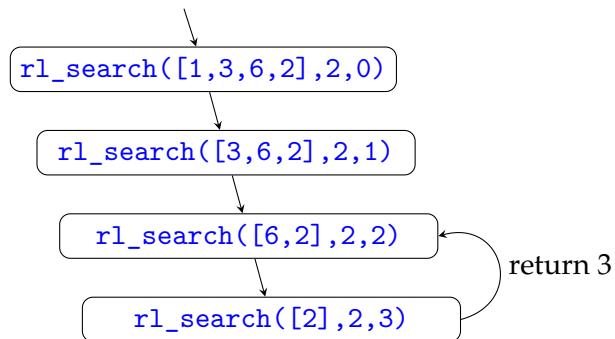 rl_search([1,3,6,2],2,0)
rl_search([3,6,2],2,1)
rl_search([6,2],2,2)
return 3
rl_search([2],2,3)